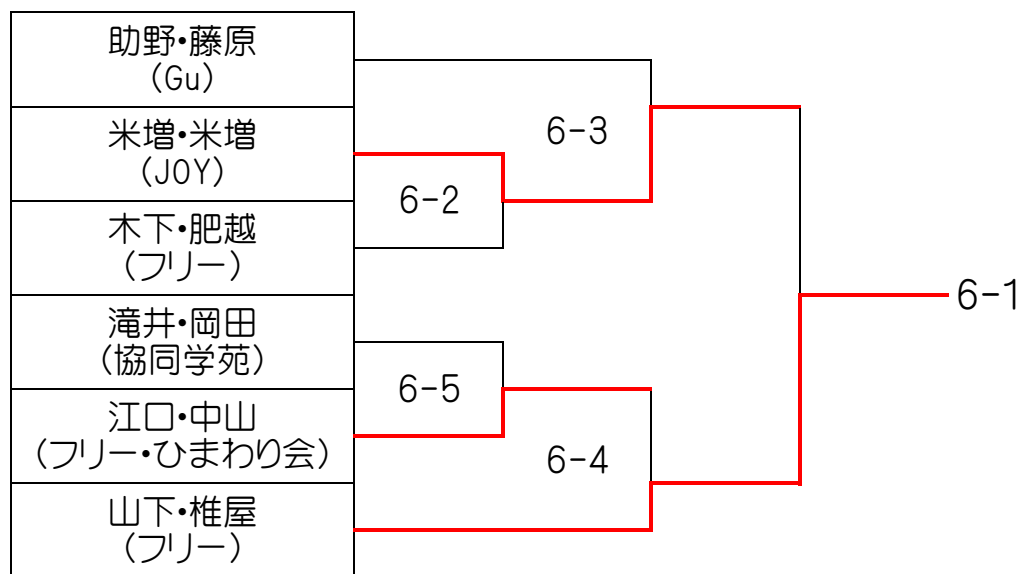 助野・藤原
(Gu)
米増・米増
(JOY)
木下・肥越
(フリー)
滝井・岡田
(協同学苑)
江口・中山
(フリー・ひまわり会)
山下・椎屋
(フリー)
6-3
6-2
6-5
6-4
6-1